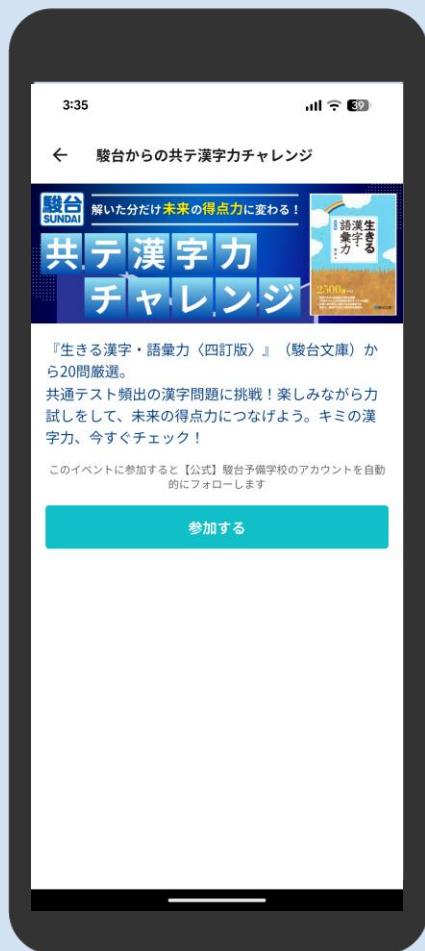 3:35
39
駿台からの共テ漢字力チャレンジ
駿台
SUNDAI
解いた分だけ未来の得点力に変わる！
共テ漢字力
チャレンジ
生きる
漢字・
語彙力
2500
『生きる漢字・語彙力〈四訂版〉』（駿台文庫）か
ら20問厳選。
共通テスト頻出の漢字問題に挑戦！楽しみながら力
試しをして、未来の得点力につなげよう。キミの漢
字力、今すぐチェック！
このイベントに参加すると【公式】駿台予備学校のアカウントを自動
的にフォローします
参加する